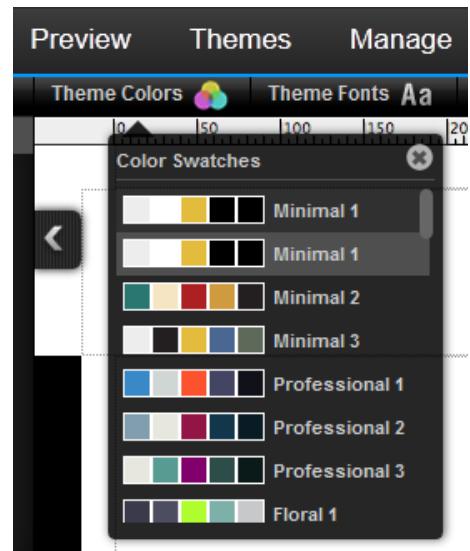 Preview Themes Manage
Theme Colors Theme Fonts Aa
0 50 100 150 20
Color Swatches
Minimal 1
Minimal 1
Minimal 2
Minimal 3
Professional 1
Professional 2
Professional 3
Floral 1